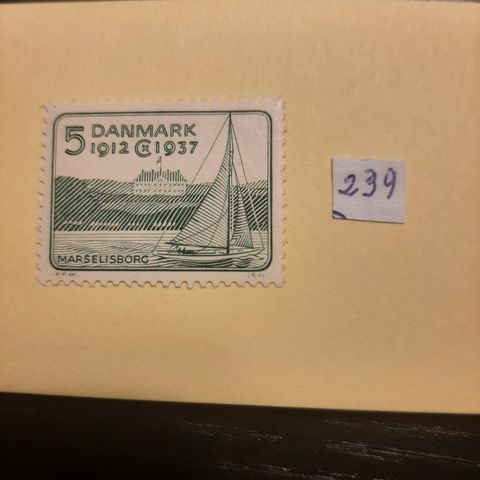 5 DANMARK
1912 CX 1937
MARSELISBORG
239